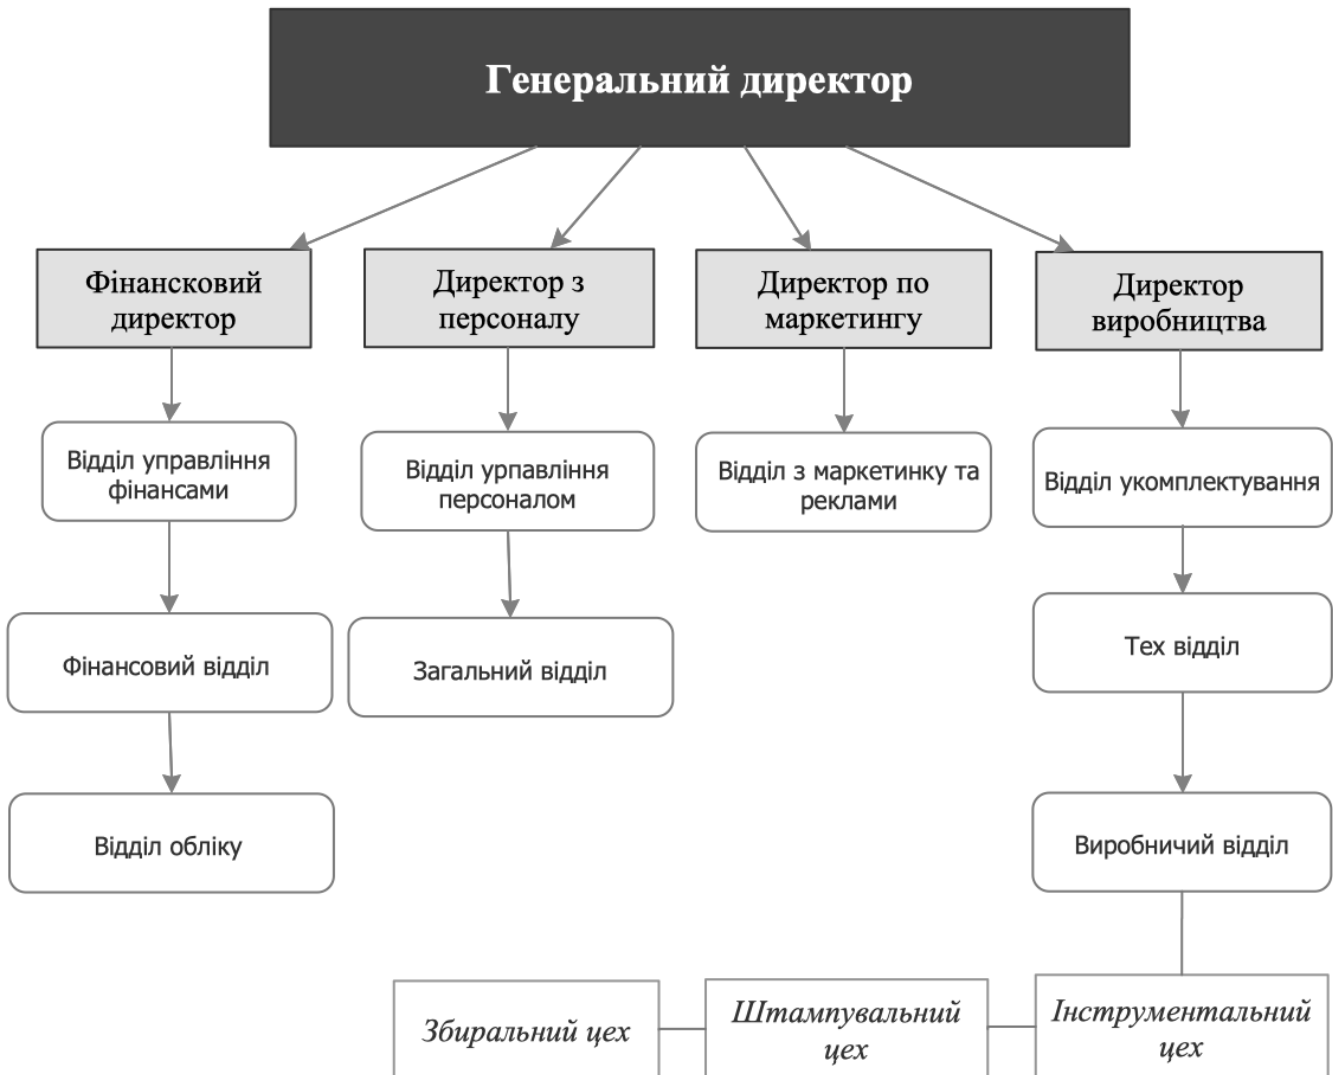 Генеральний директор
Фінансковий
директор
Директор з
персоналу
Директор по
маркетингу
Директор
виробництва
Відділ управління
фінансами
Відділ урпавління
персоналом
Відділ з маркетинку та
реклами
Відділ укомплектування
Фінансовий відділ
Загальний відділ
Тех відділ
Відділ обліку
Виробничий відділ
Збиральний цех
Штампувальний
цех
Інструментальний
цех